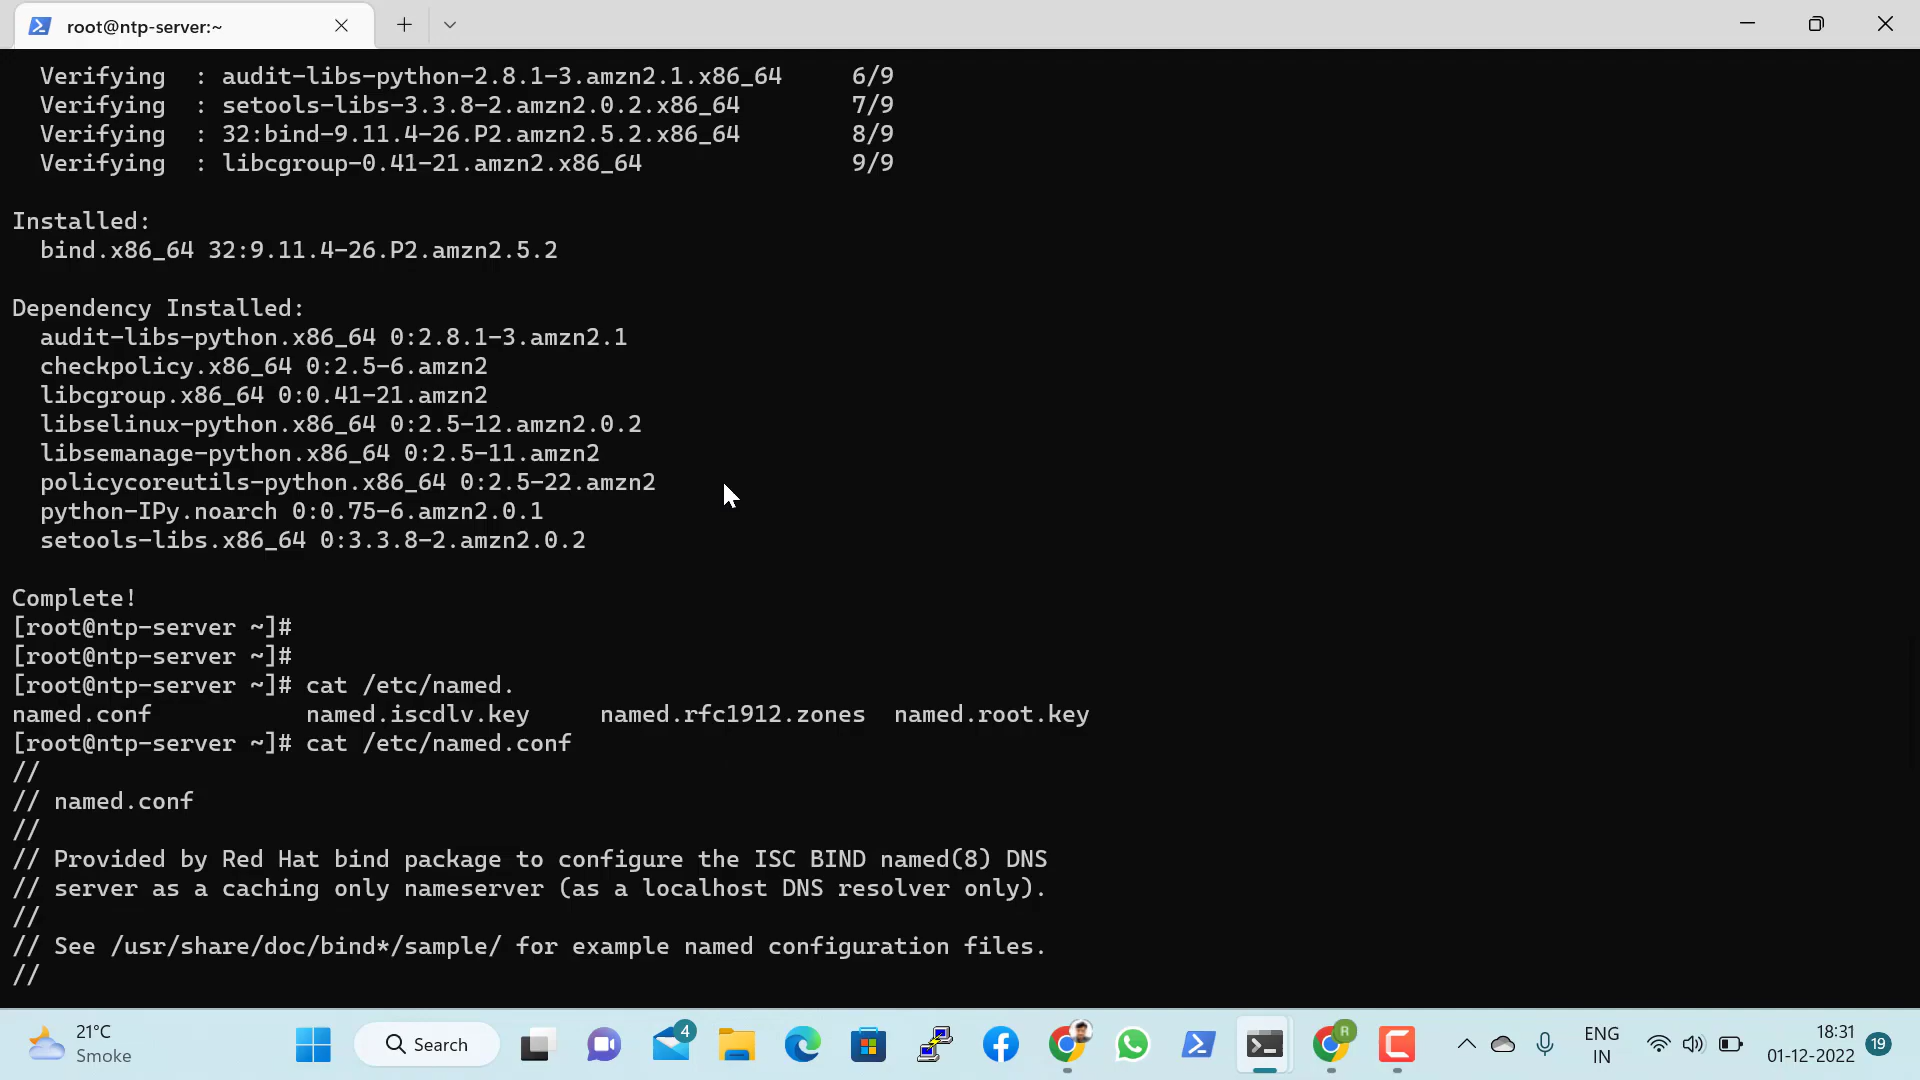 root@ntp-server:~
Verifying  : audit-libs-python-2.8.1-3.amzn2.1.x86_64     6/9
Verifying  : setools-libs-3.3.8-2.amzn2.0.2.x86_64        7/9
Verifying  : 32:bind-9.11.4-26.P2.amzn2.5.2.x86_64        8/9
Verifying  : libcgroup-0.41-21.amzn2.x86_64               9/9
Installed:
bind.x86_64 32:9.11.4-26.P2.amzn2.5.2
Dependency Installed:
audit-libs-python.x86_64 0:2.8.1-3.amzn2.1
checkpolicy.x86_64 0:2.5-6.amzn2
libcgroup.x86_64 0:0.41-21.amzn2
libselinux-python.x86_64 0:2.5-12.amzn2.0.2
libsemanage-python.x86_64 0:2.5-11.amzn2
policycoreutils-python.x86_64 0:2.5-22.amzn2
python-IPy.noarch 0:0.75-6.amzn2.0.1
setools-libs.x86_64 0:3.3.8-2.amzn2.0.2
Complete!
[root@ntp-server ~]#
[root@ntp-server ~]#
[root@ntp-server ~]# cat /etc/named.
named.conf           named.iscdlv.key     named.rfc1912.zones  named.root.key
[root@ntp-server ~]# cat /etc/named.conf
//
// named.conf
//
// Provided by Red Hat bind package to configure the ISC BIND named(8) DNS
// server as a caching only nameserver (as a localhost DNS resolver only).
//
// See /usr/share/doc/bind*/sample/ for example named configuration files.
//
21°C
Smoke
Search
4
R
ENG
IN
18:31
01-12-2022
19